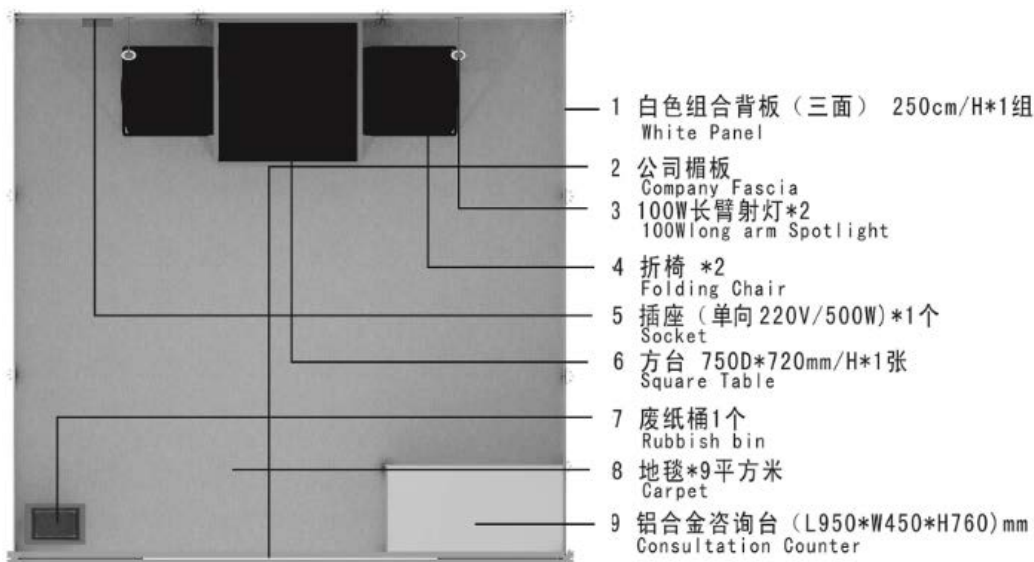 1 白色组合背板（三面） 250cm/H*1组
White Panel
2 公司楣板
Company Fascia
3 100W长臂射灯*2
100Wlong arm Spotlight
4 折椅 *2
Folding Chair
5 插座（单向220V/500W)*1个
Socket
6 方台 750D*720mm/H*1张
Square Table
7 废纸桶1个
Rubbish bin
8 地毯*9平方米
Carpet
9 铝合金咨询台（L950*W450*H760)mm
Consultation Counter